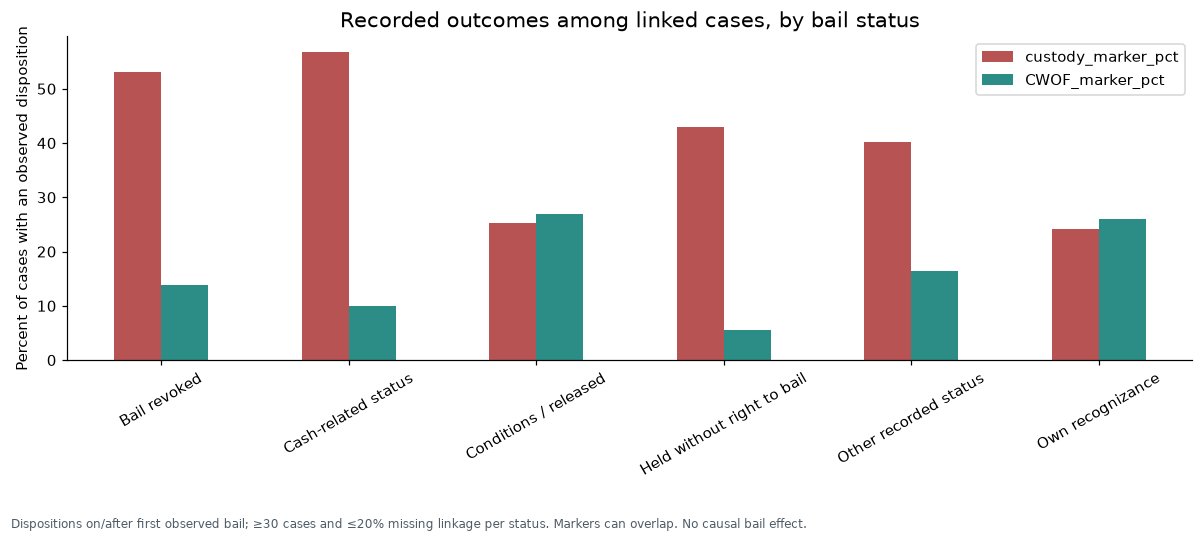 Recorded outcomes among linked cases, by bail status
custody_marker_pct
CWOF_marker_pct
Percent of cases with an observed disposition
50
40
30
20
10
0
Bail revoked
Cash-related status
Conditions / released
Held without right to bail
Other recorded status
Own recognizance
Dispositions on/after first observed bail; ≥30 cases and ≤20% missing linkage per status. Markers can overlap. No causal bail effect.